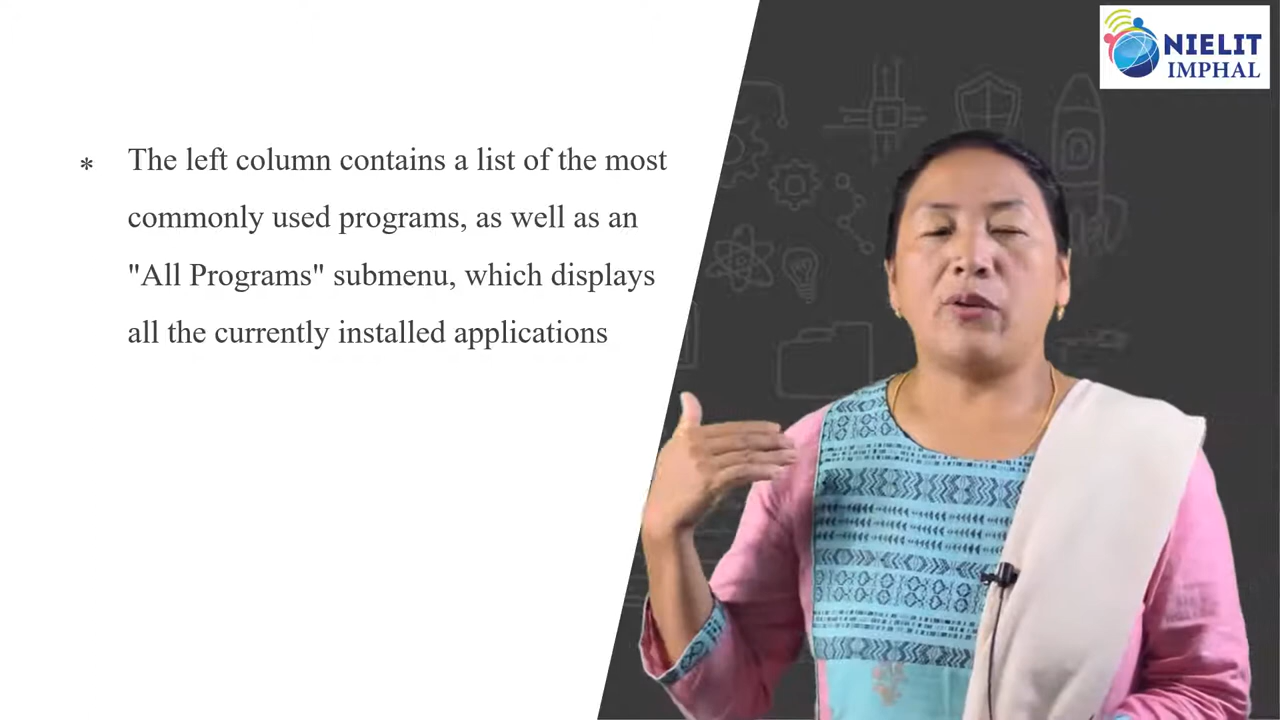 NIELIT
IMPHAL
* The left column contains a list of the most
commonly used programs, as well as an
"All Programs" submenu, which displays
all the currently installed applications